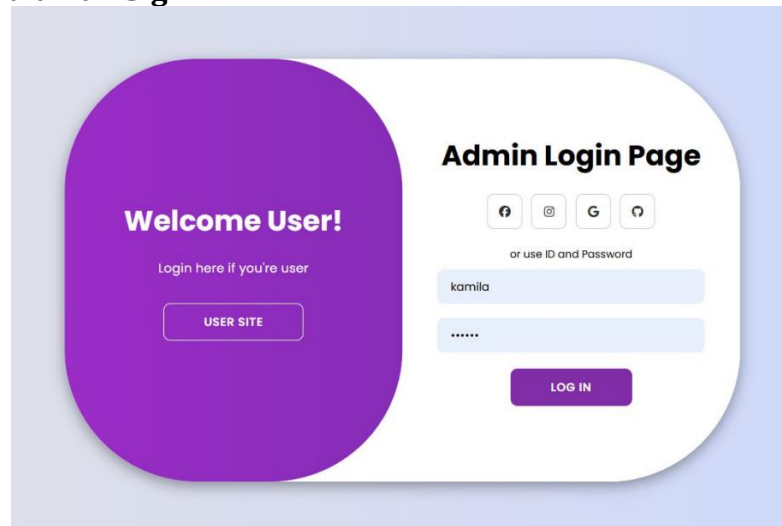 Welcome User!
Login here if you're user
USER SITE
Admin Login Page
or use ID and Password
kamila
••••••
LOG IN